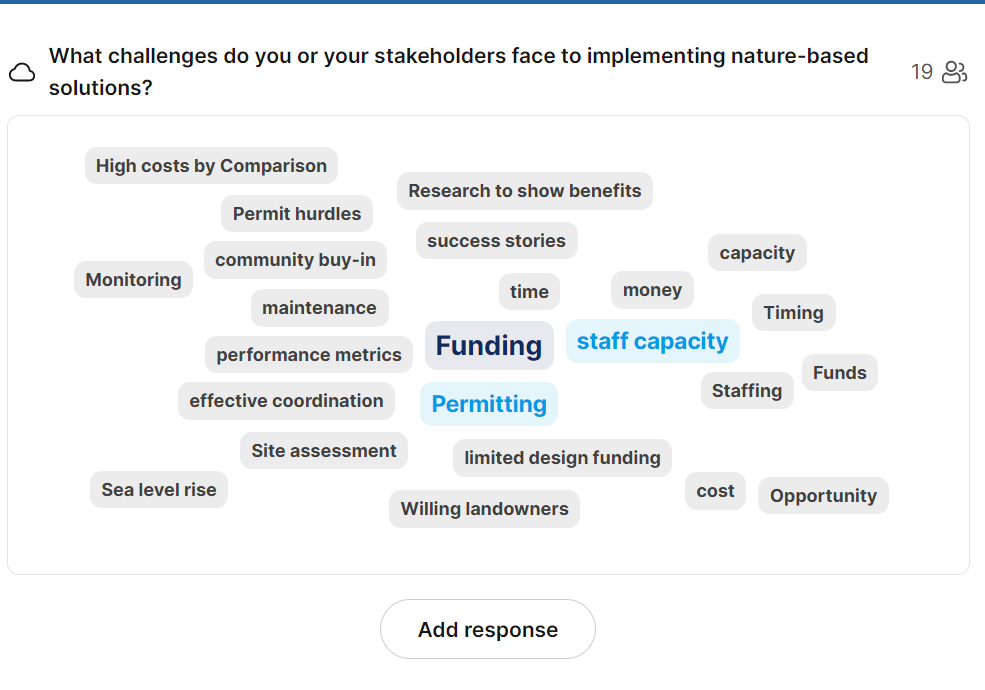 What challenges do you or your stakeholders face to implementing nature-based
solutions?
19
High costs by Comparison
Research to show benefits
Permit hurdles
success stories
community buy-in
capacity
Monitoring
time
money
maintenance
Timing
Funding
staff capacity
performance metrics
Funds
Staffing
effective coordination
Permitting
Site assessment
limited design funding
Sea level rise
cost
Opportunity
Willing landowners
Add response